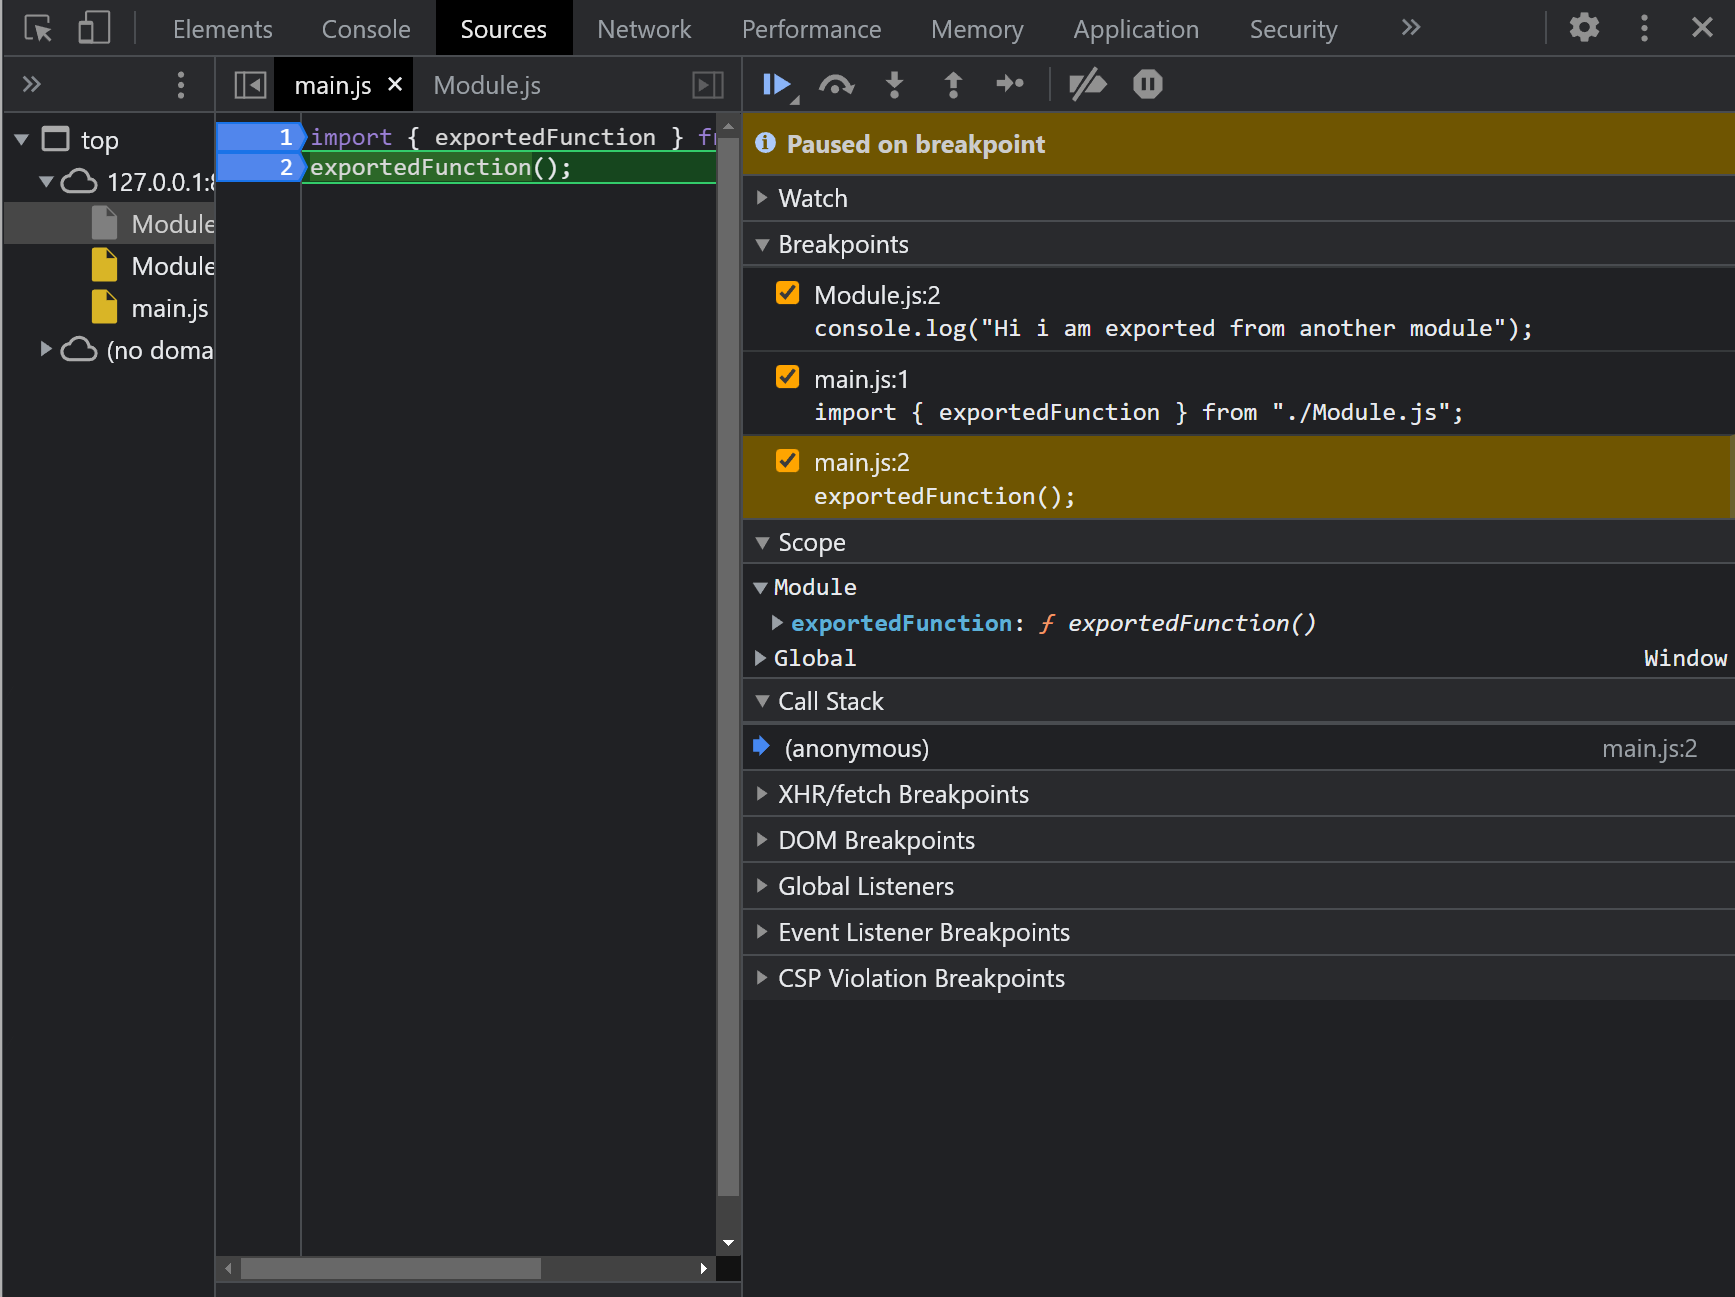 Elements Console Sources Network Performance Memory Application Security
main.js Module.js
top
127.0.0.1:
Module
Module
main.js
(no doma
1 import { exportedFunction } fr
2 exportedFunction();
Paused on breakpoint
Watch
Breakpoints
Module.js:2
console.log("Hi i am exported from another module");
main.js:1
import { exportedFunction } from "./Module.js";
main.js:2
exportedFunction();
Scope
Module
exportedFunction: ƒ exportedFunction()
Global Window
Call Stack
(anonymous) main.js:2
XHR/fetch Breakpoints
DOM Breakpoints
Global Listeners
Event Listener Breakpoints
CSP Violation Breakpoints